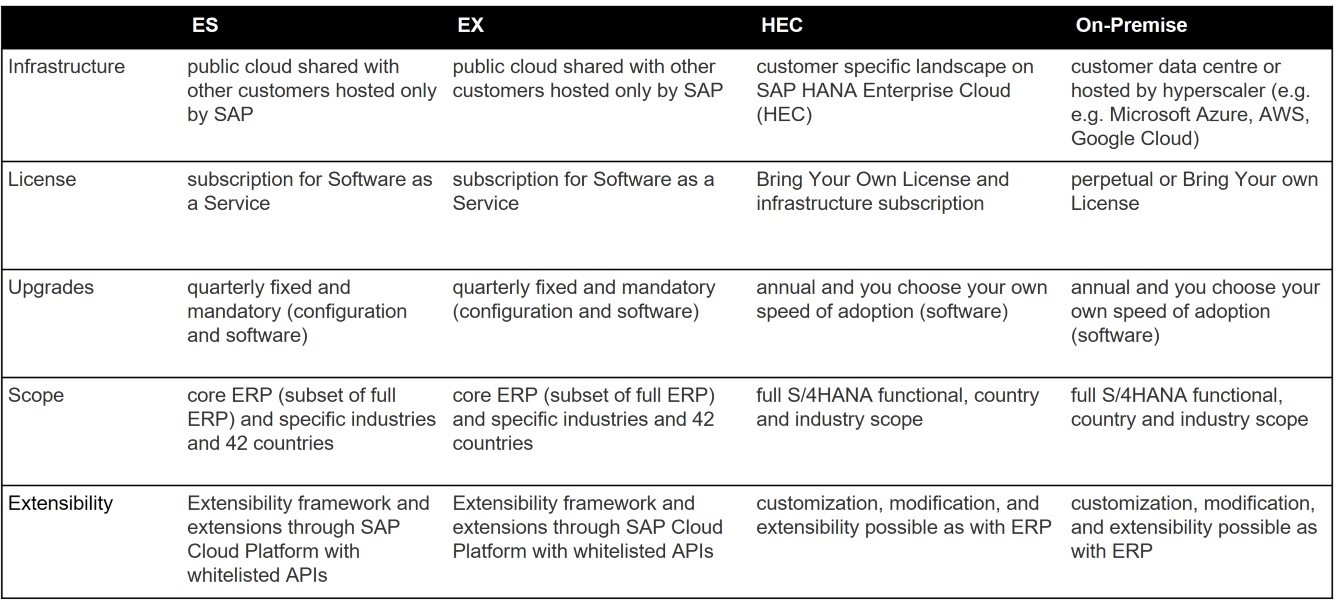 ES EX HEC On-Premise
Infrastructure
public cloud shared with
other customers hosted only
by SAP
public cloud shared with other
customers hosted only by SAP
customer specific landscape on
SAP HANA Enterprise Cloud
(HEC)
customer data centre or
hosted by hyperscaler (e.g.
e.g. Microsoft Azure, AWS,
Google Cloud)
License
subscription for Software as
a Service
subscription for Software as a
Service
Bring Your Own License and
infrastructure subscription
perpetual or Bring Your own
License
Upgrades
quarterly fixed and
mandatory (configuration
and software)
quarterly fixed and mandatory
(configuration and software)
annual and you choose your own
speed of adoption (software)
annual and you choose your
own speed of adoption
(software)
Scope
core ERP (subset of full
ERP) and specific industries
and 42 countries
core ERP (subset of full ERP)
and specific industries and 42
countries
full S/4HANA functional, country
and industry scope
full S/4HANA functional,
country and industry scope
Extensibility
Extensibility framework and
extensions through SAP
Cloud Platform with
whitelisted APIs
Extensibility framework and
extensions through SAP Cloud
Platform with whitelisted APIs
customization, modification, and
extensibility possible as with ERP
customization, modification,
and extensibility possible as
with ERP